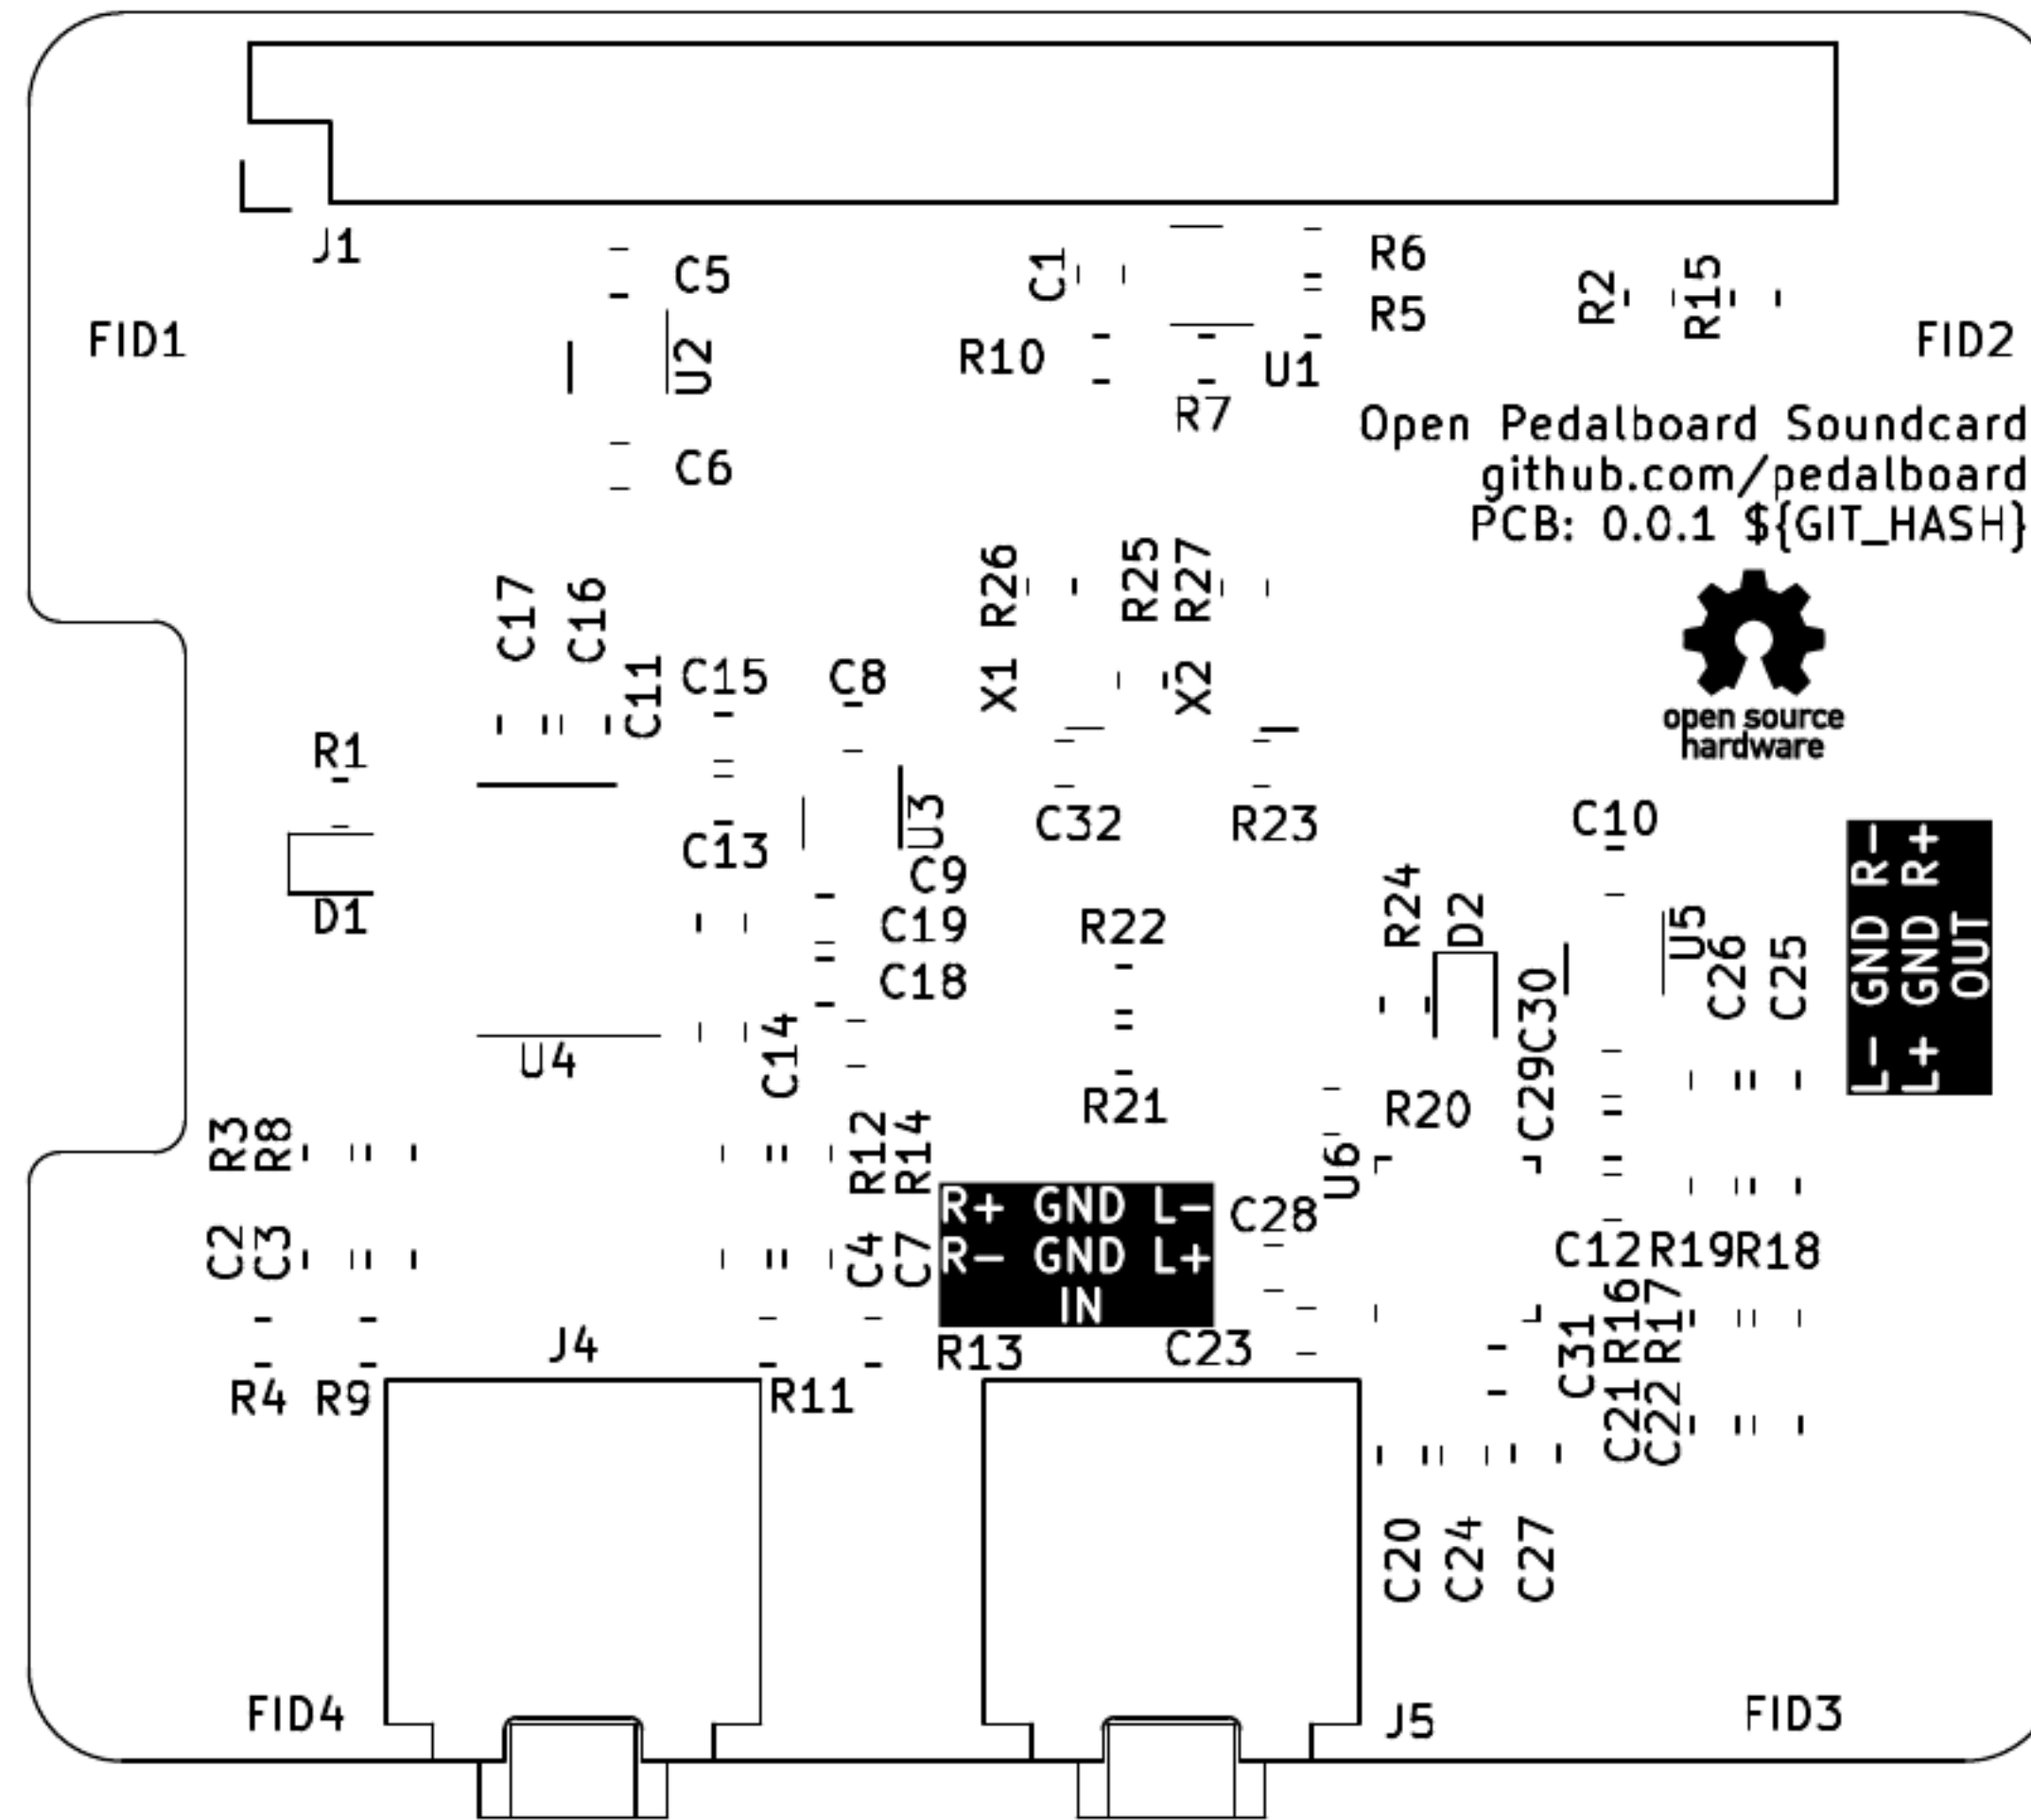 J1
C5
C1
R6
R5
R2
R15
FID1
U2
R10
U1
FID2
R7
Open Pedalboard Soundcard
github.com/pedalboard
PCB: 0.0.1 ${GIT_HASH}
C6
C17
C16
R26
R25
R27
C11
C15
C8
X1
X2
open source
hardware
R1
U3
C13
C32
R23
C10
C9
D1
C19
R22
R24
D2
U5
C26
C25
L- GND R-
L+ GND R+
OUT
C18
C30
U4
C14
R21
R20
C29
R3
R8
R12
R14
U6
R+ GND L-
R- GND L+
IN
C28
C2
C3
C4
C7
C12
R19
R18
J4
R13
C23
C31
R16
R17
R4
R9
R11
C21
C22
C20
C24
C27
FID4
J5
FID3